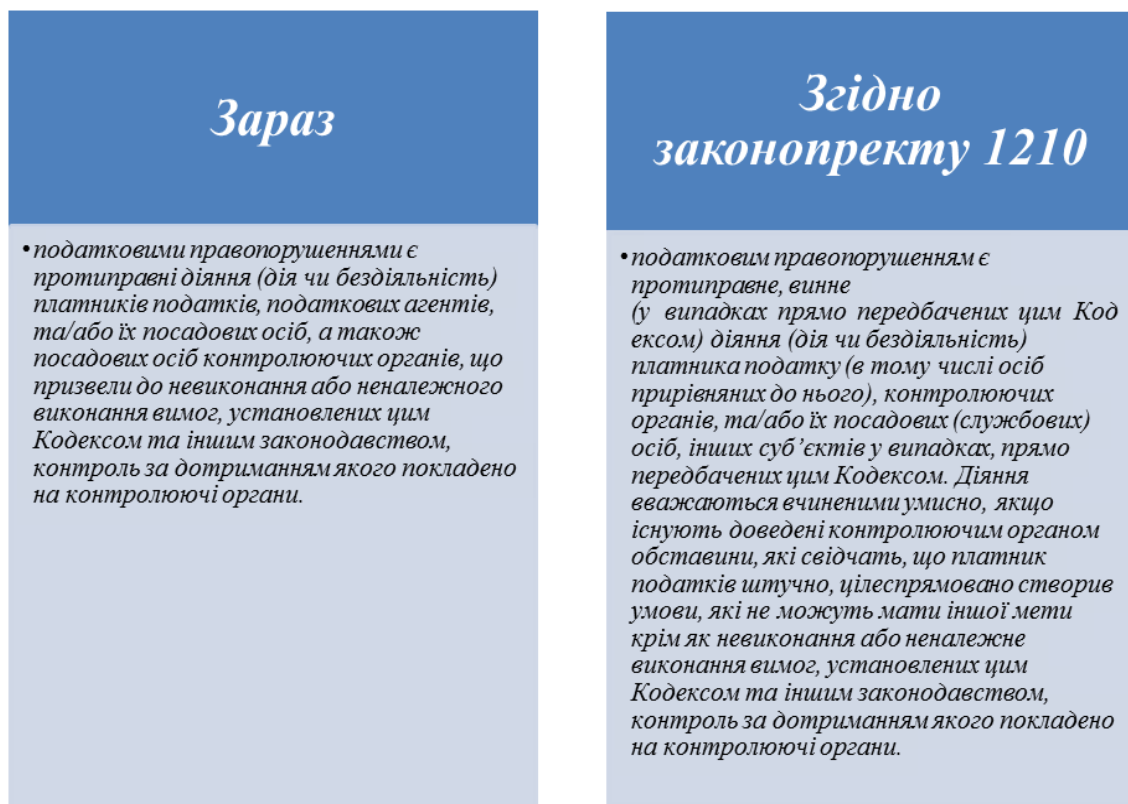 Зараз
•податковими правопорушеннями є
протиправні діяння (дія чи бездіяльність)
платників податків, податкових агентів,
та/або їх посадових осіб, а також
посадових осіб контролюючих органів, що
призвели до невиконання або неналежного
виконання вимог, установлених цим
Кодексом та іншим законодавством,
контроль за дотриманням якого покладено
на контролюючі органи.
Згідно
законопректу 1210
•податковим правопорушенням є
протиправне, винне
(у випадках прямо передбачених цим Код
ексом) діяння (дія чи бездіяльність)
платника податку (в тому числі осіб
прирівняних до нього), контролюючих
органів, та/або їх посадових (службових)
осіб, інших суб’єктів у випадках, прямо
передбачених цим Кодексом. Діяння
вважаються вчиненими умисно, якщо
існують доведені контролюючим органом
обставини, які свідчать, що платник
податків штучно, цілеспрямовано створив
умови, які не можуть мати іншої мети
крім як невиконання або неналежне
виконання вимог, установлених цим
Кодексом та іншим законодавством,
контроль за дотриманням якого покладено
на контролюючі органи.